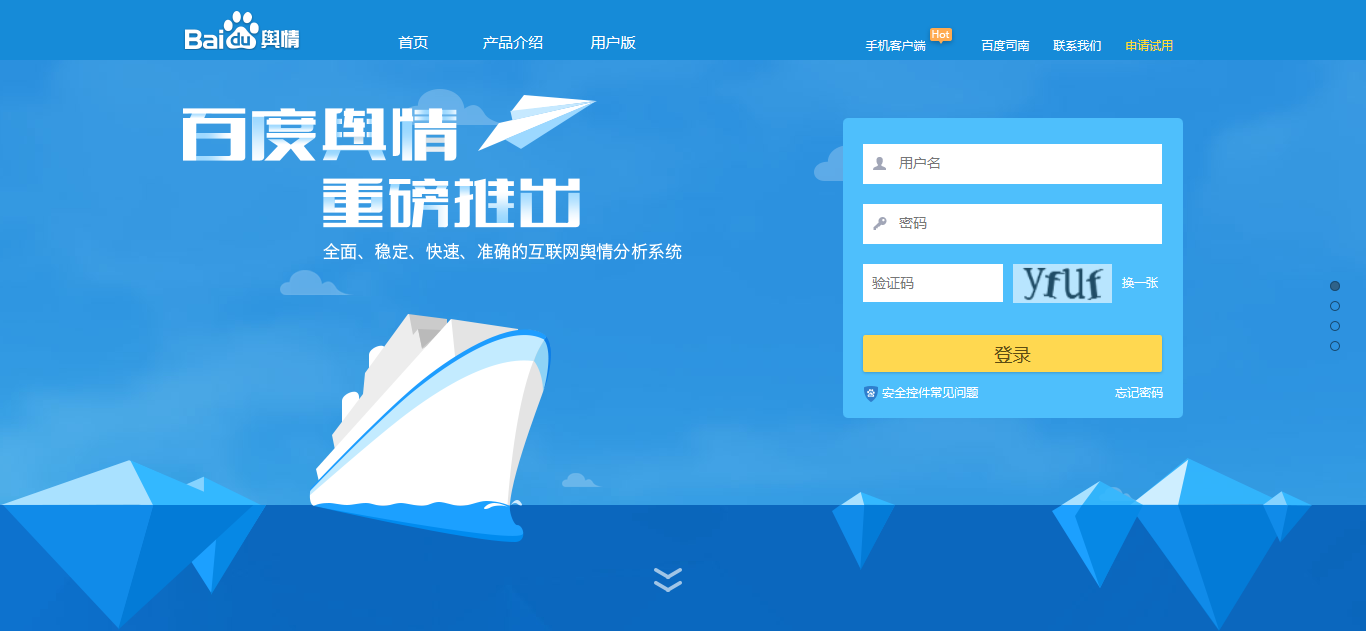 Baidu舆情
首页
产品介绍
用户版
手机客户端
Hot
百度司南
联系我们
申请试用
百度舆情
重磅推出
全面、稳定、快速、准确的互联网舆情分析系统
用户名
密码
验证码
yfuf
换一张
登录
安全控件常见问题
忘记密码